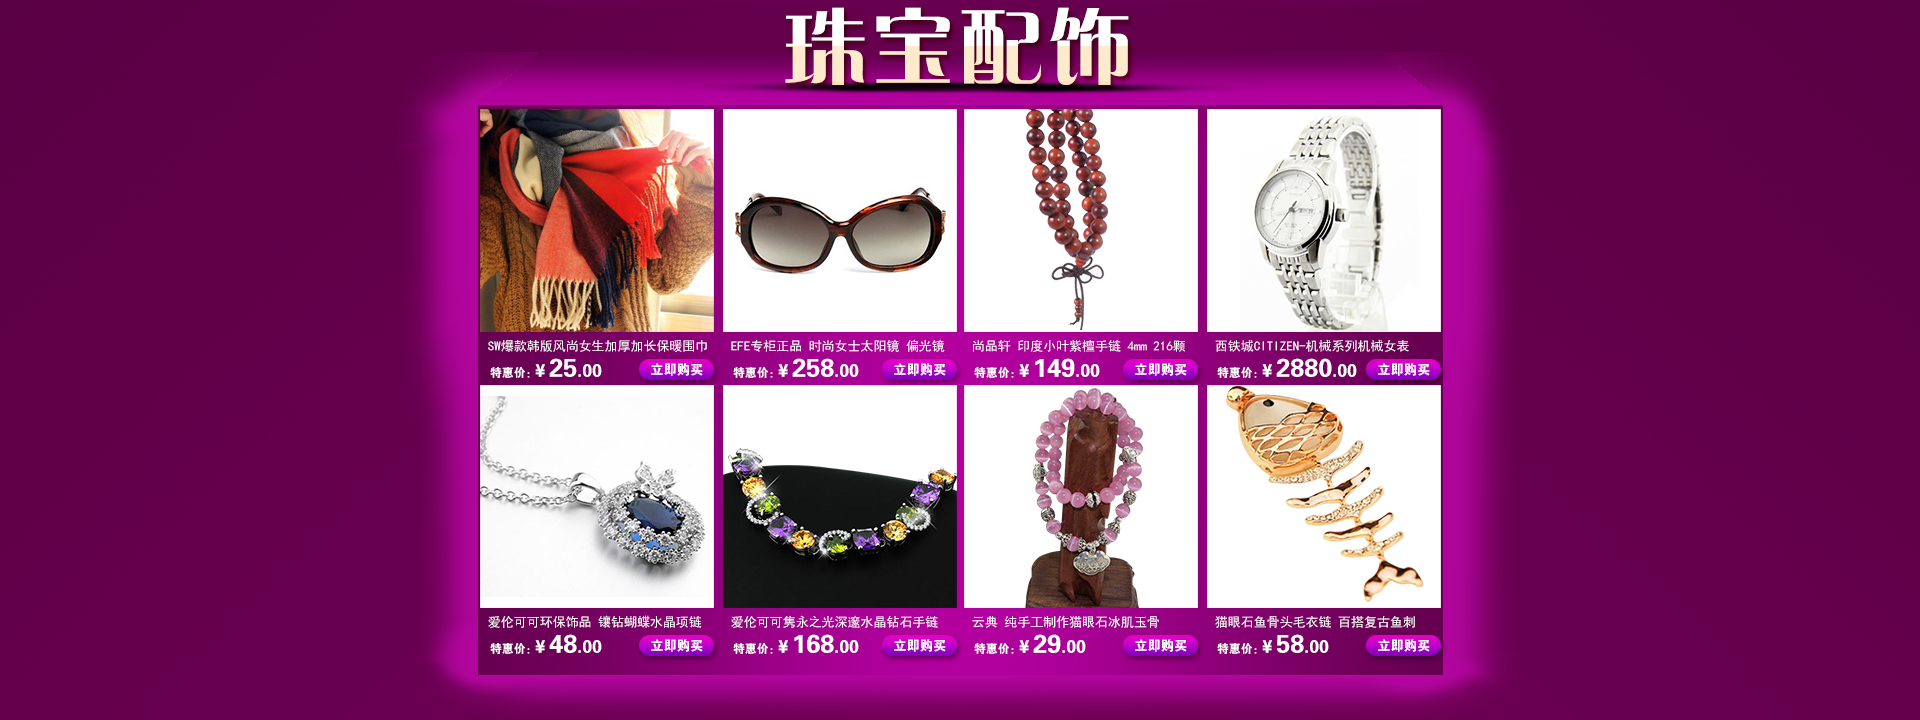 珠宝配饰
SW爆款韩版风尚女生加厚加长保暖围巾
特惠价：¥25.00 立即购买
EFE专柜正品 时尚女士太阳镜 偏光镜
特惠价：¥258.00 立即购买
尚品轩 印度小叶紫檀手链 4mm 216颗
特惠价：¥149.00 立即购买
西铁城CITIZEN-机械系列机械女表
特惠价：¥2880.00 立即购买
爱伦可可环保饰品 镶钻蝴蝶水晶项链
特惠价：¥48.00 立即购买
爱伦可可隽永之光深邃水晶钻石手链
特惠价：¥168.00 立即购买
云典 纯手工制作猫眼石冰肌玉骨
特惠价：¥29.00 立即购买
猫眼石鱼骨头毛衣链 百搭复古鱼刺
特惠价：¥58.00 立即购买